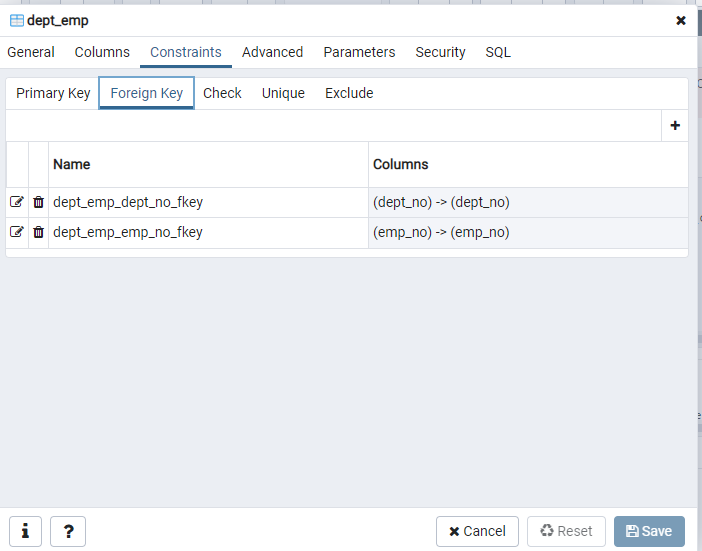 dept_emp
General Columns Constraints Advanced Parameters Security SQL
Primary Key Foreign Key Check Unique Exclude
+
Name Columns
dept_emp_dept_no_fkey (dept_no) -> (dept_no)
dept_emp_emp_no_fkey (emp_no) -> (emp_no)
i ? Cancel Reset Save